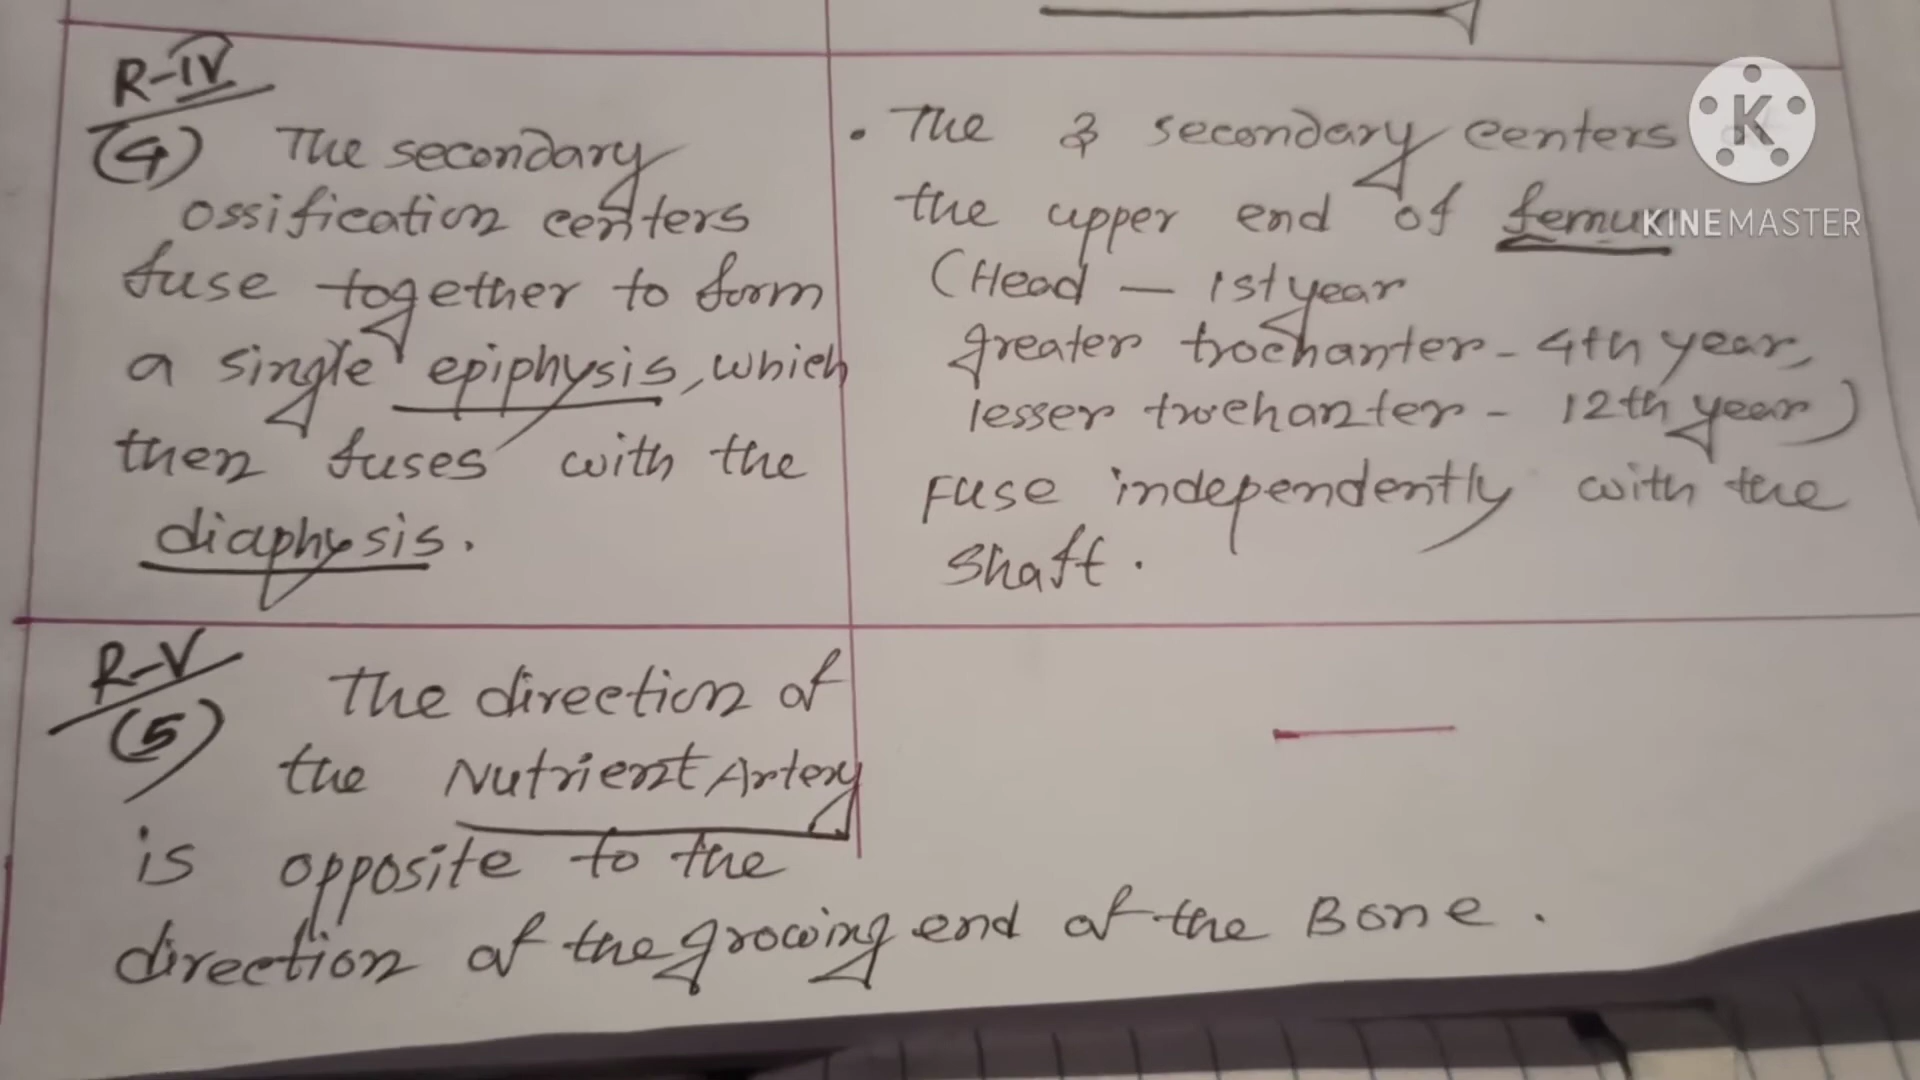 R-IV
(4) The secondary
ossification centers
fuse together to form
a single epiphysis, which
then fuses with the
diaphysis.
. The 3 secondary centers
the upper end of femur
(Head — 1st year
greater trochanter - 4th year,
lesser trochanter - 12th year)
FUSE independently with the
shaft.
R-V
(5) The direction of
the Nutrient Artery
is opposite to the
direction of the growing end of the Bone.
K
KINEMASTER